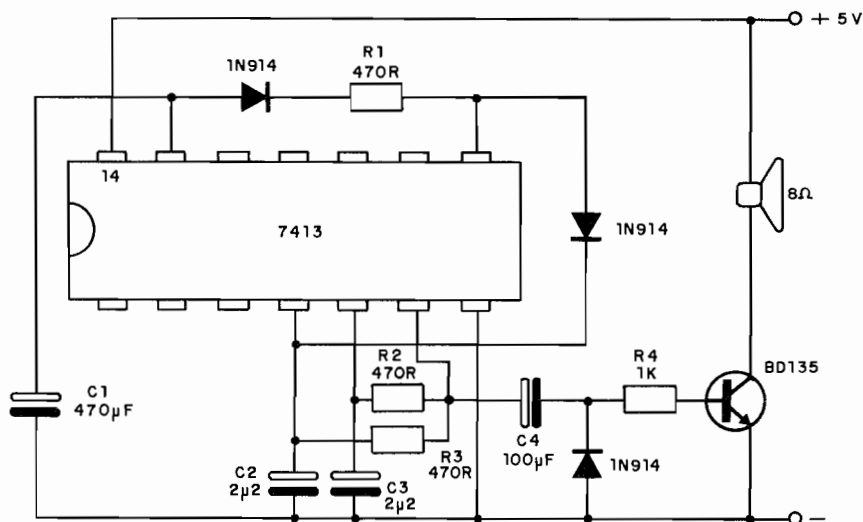 + 5V
R1
1N914
470R
14
7413
8Ω
1N914
R2
470R
R4
1K
BD135
C1
470µF
C4
100µF
R3
470R
1N914
C2
2µ2
C3
2µ2
−